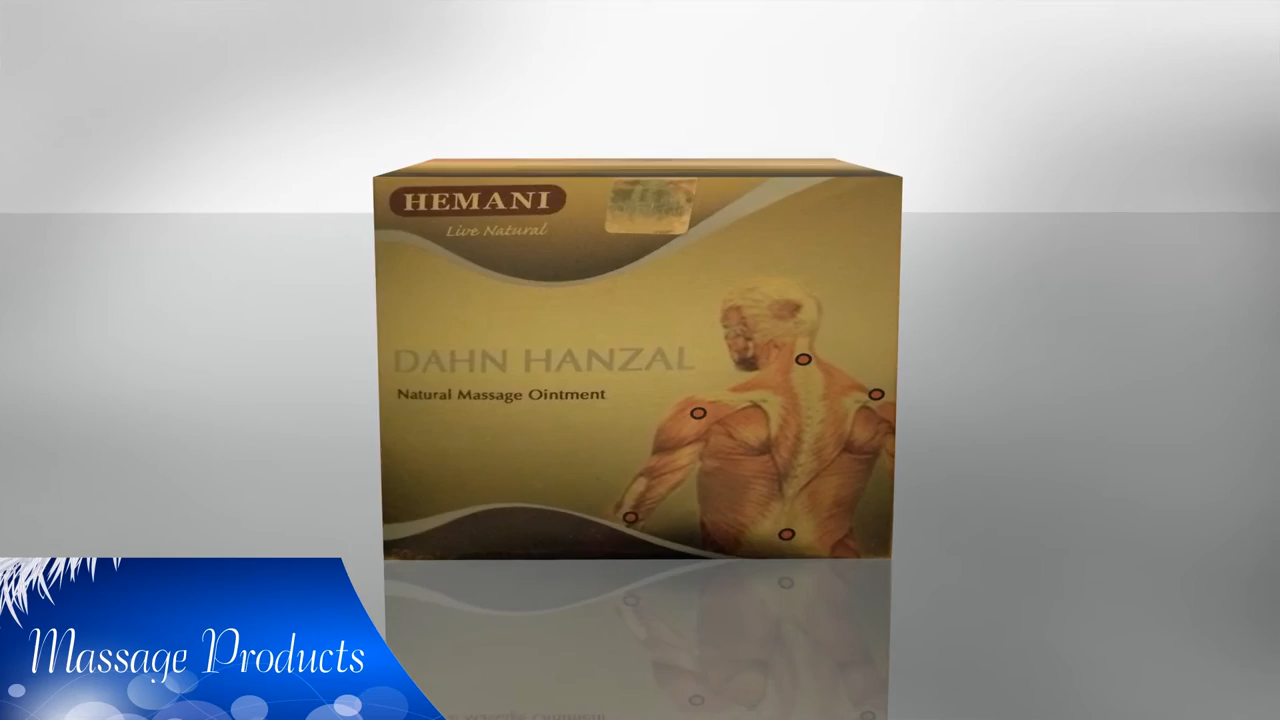 HEMANI
Live Natural
DAHN HANZAL
Natural Massage Ointment
Massage Products